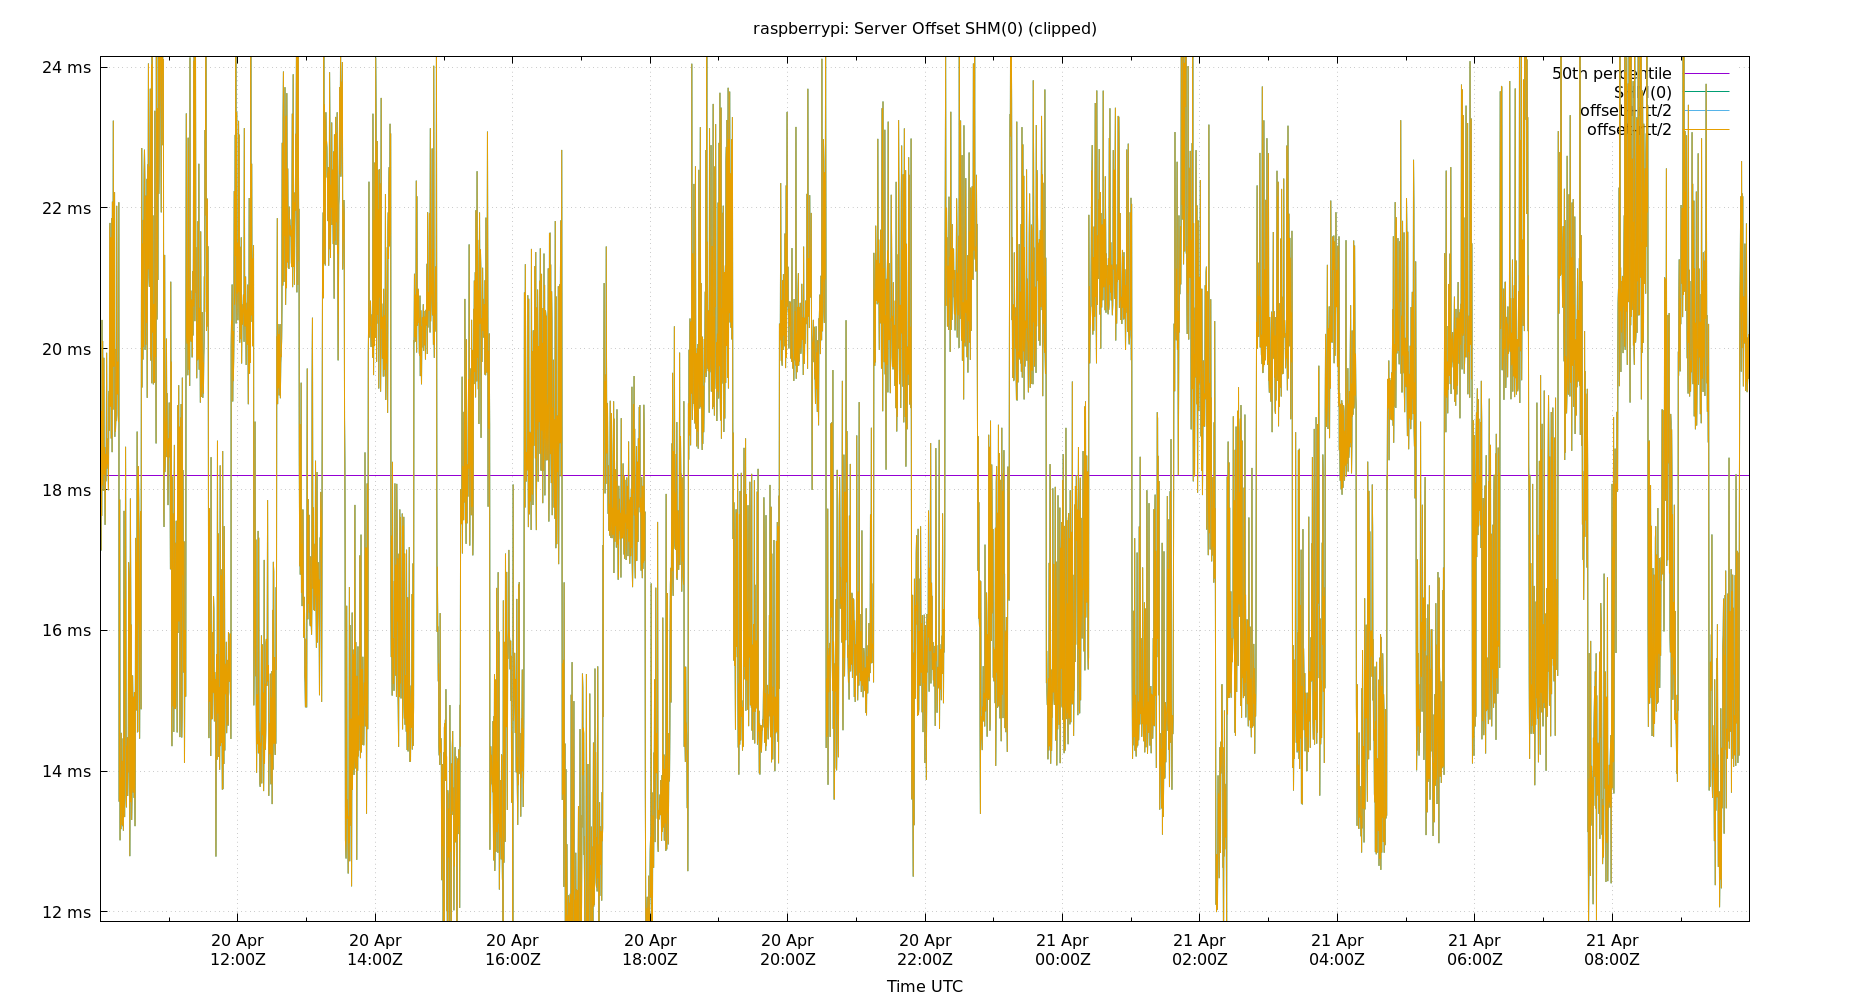 raspberrypi: Server Offset SHM(0) (clipped)
24 ms
22 ms
20 ms
18 ms
16 ms
14 ms
12 ms
50th percentile
SHM(0)
rtt/2
rtt/2
20 Apr 12:00Z
20 Apr 14:00Z
20 Apr 16:00Z
20 Apr 18:00Z
20 Apr 20:00Z
20 Apr 22:00Z
21 Apr 00:00Z
21 Apr 02:00Z
21 Apr 04:00Z
21 Apr 06:00Z
21 Apr 08:00Z
Time UTC